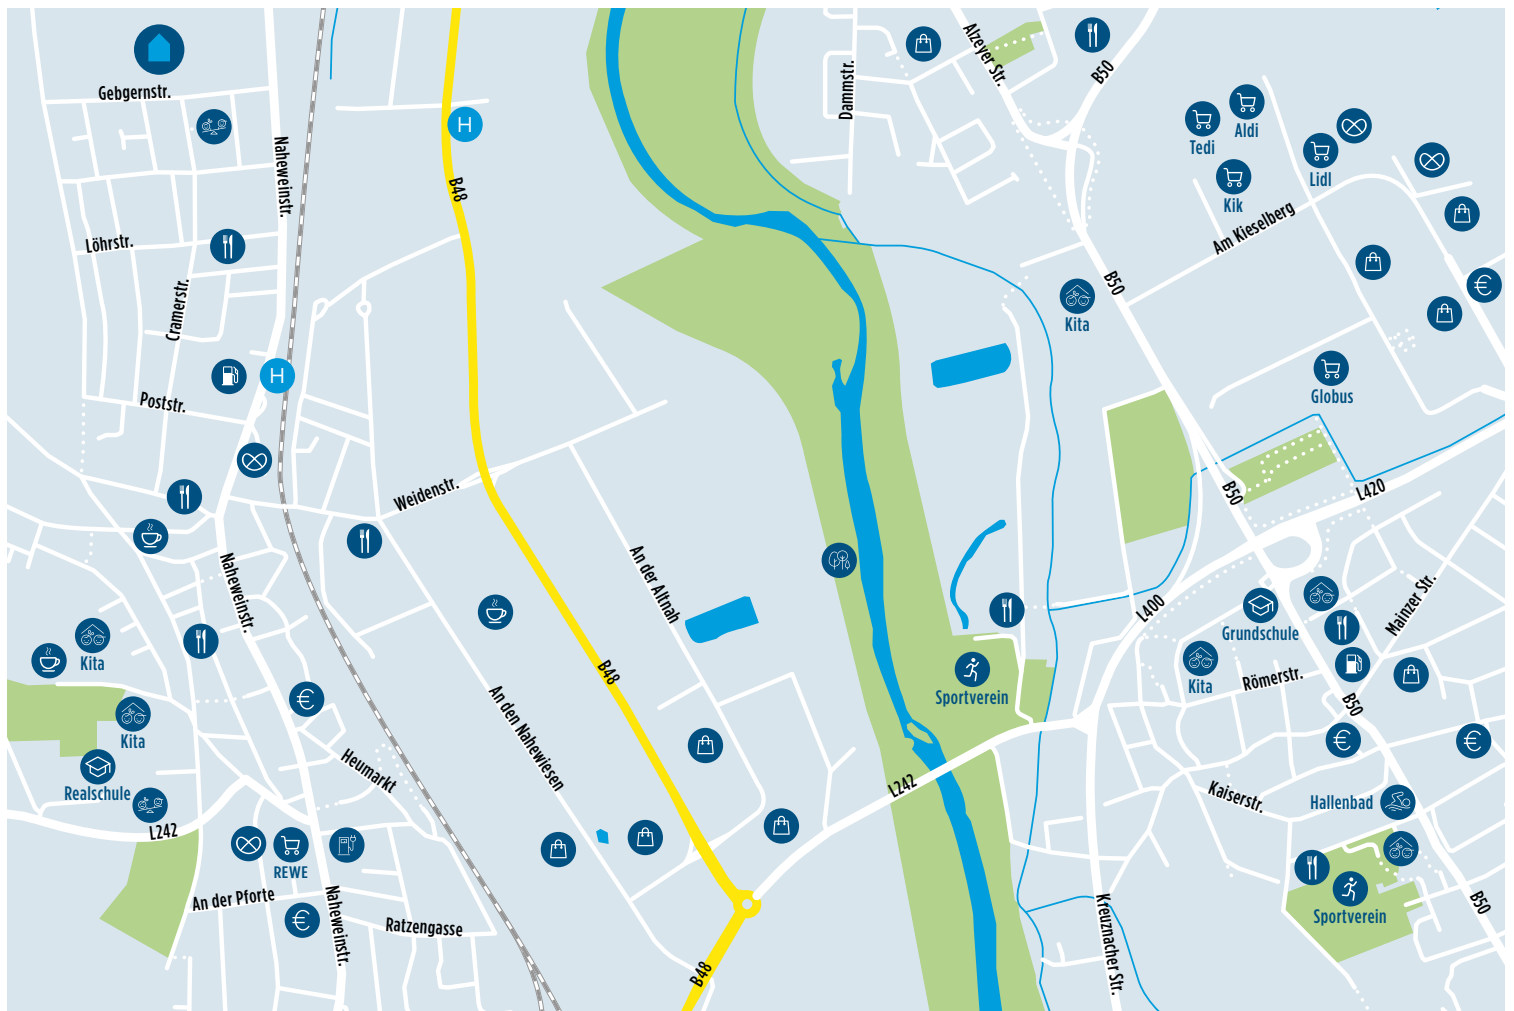 Alzeyer Str.
B50
Gebgernstr.
Dammstr.
H
Tedi
Aldi
Naheweinstr.
Lidl
B48
Kik
Am Kieselberg
Löhrstr.
Cramerstr.
B50
€
Kita
H
Poststr.
Globus
Weidenstr.
B50
L420
Naheweinstr.
An der Altnah
L400
Grundschule
Mainzer Str.
Kita
B48
Kita
Römerstr.
Sportverein
€
An den Nahewiesen
B50
Kita
€
€
Heumarkt
Realschule
L242
Kaiserstr.
Hallenbad
L242
REWE
An der Pforte
€
Naheweinstr.
Ratzengasse
Kreuznacher Str.
Sportverein
B50
B48